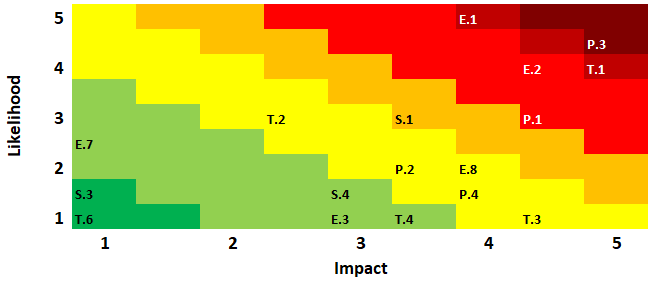 5 E.1
P.3
4 E.2 T.1
3 T.2 S.1 P.1
E.7
2 P.2 E.8
S.3 S.4 P.4
1 T.6 E.3 T.4 T.3
1 2 3 4 5
Likelihood
Impact